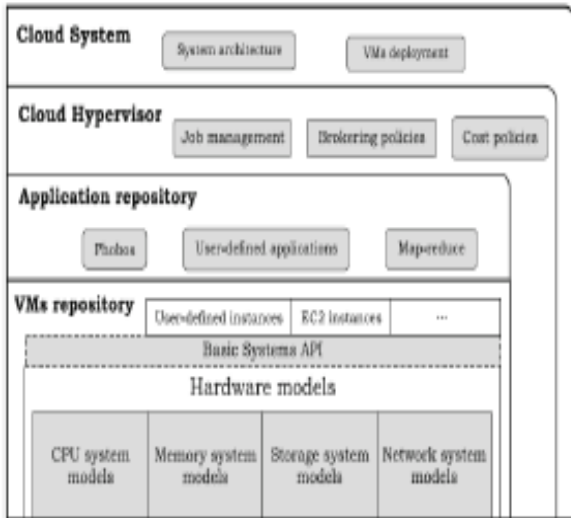 Cloud System
System architecture
VMs deployment
Cloud Hypervisor
Job management
Brokering policies
Cost policies
Application repository
Phobos
User-defined applications
Map-reduce
VMs repository
User-defined instances
EC2 instances
...
Basic Systems API
Hardware models
CPU system
models
Memory system
models
Storage system
models
Network system
models